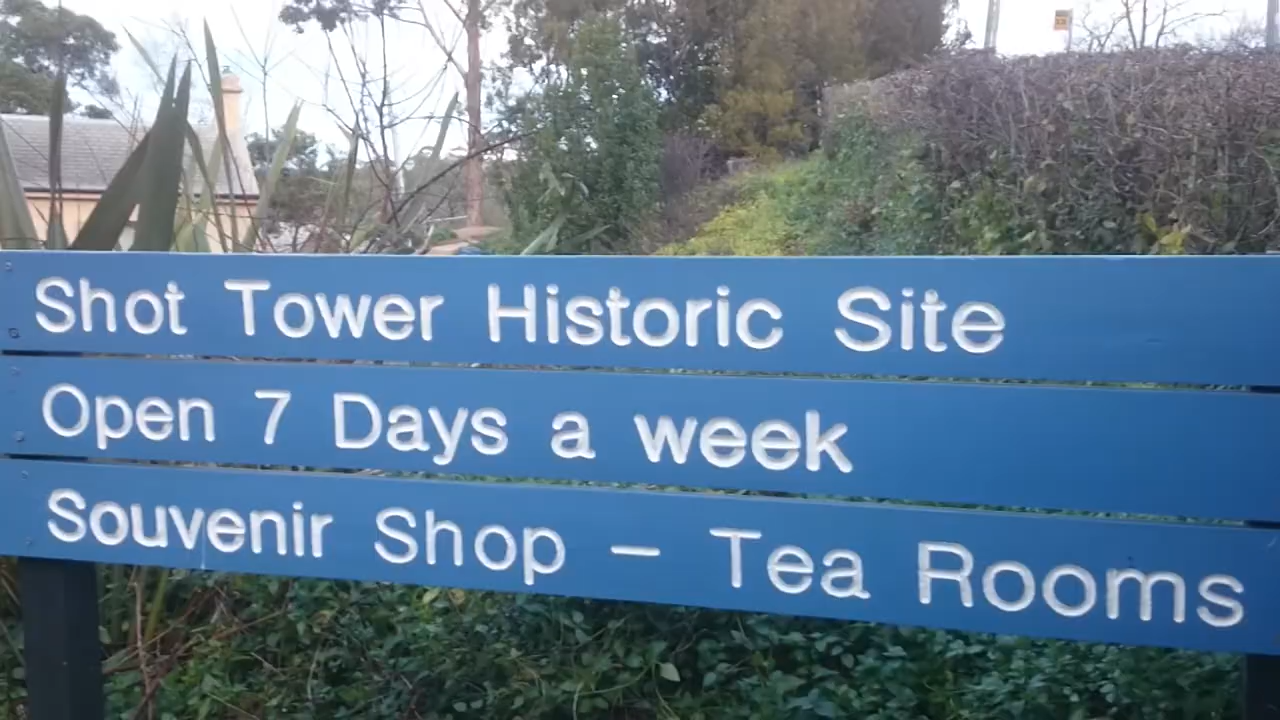 Shot Tower Historic Site
Open 7 Days a week
Souvenir Shop – Tea Rooms